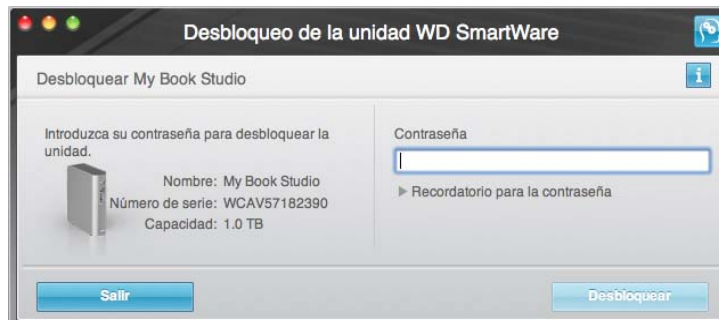 Desbloqueo de la unidad WD SmartWare
Desbloquear My Book Studio
i
Introduzca su contraseña para desbloquear la
unidad.
Nombre: My Book Studio
Número de serie: WCAV57182390
Capacidad: 1.0 TB
Contraseña
Recordatorio para la contraseña
Salir
Desbloquear